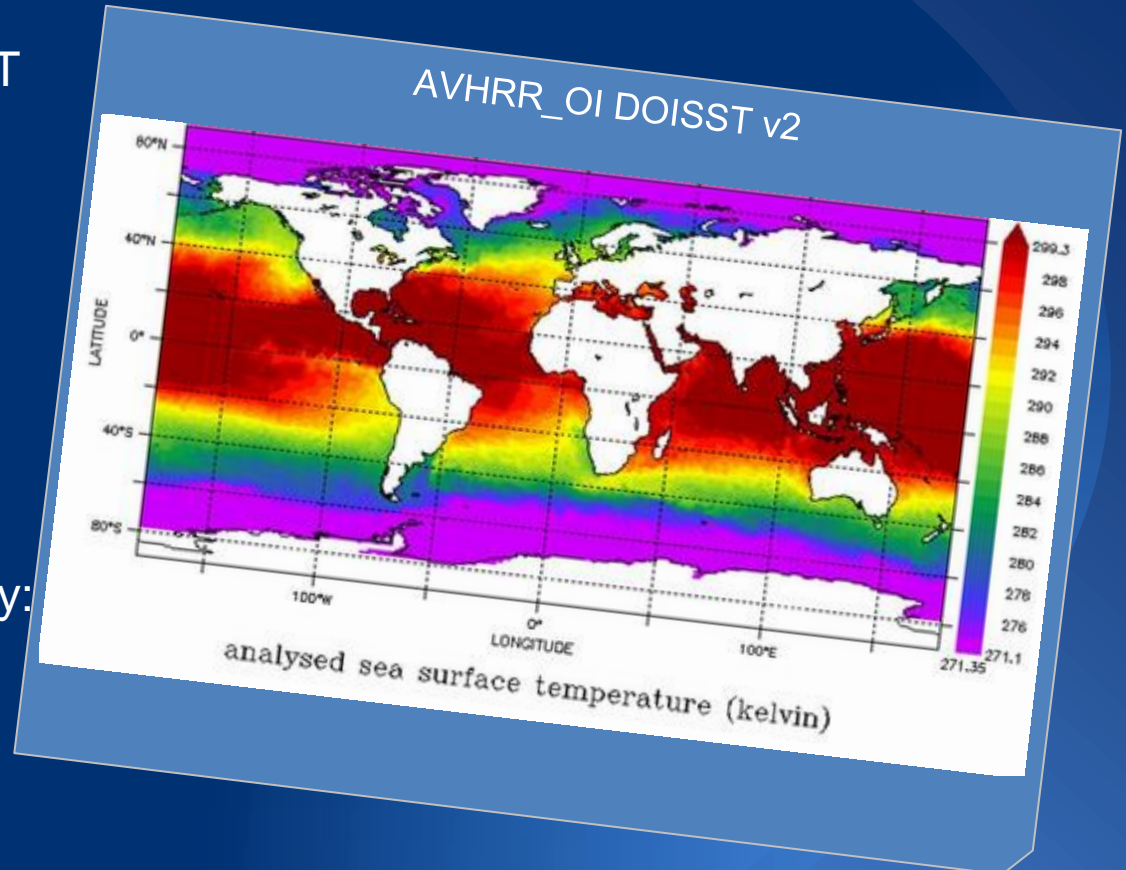 T
AVHRR_OI DOISST v2
80°N
40°N
0°
40°S
80°S
LATITUDE
100°W
0°
100°E
LONGITUDE
299.3
298
296
294
292
290
288
286
284
282
280
278
276
271.1
271.35
analysed sea surface temperature (kelvin)
y: